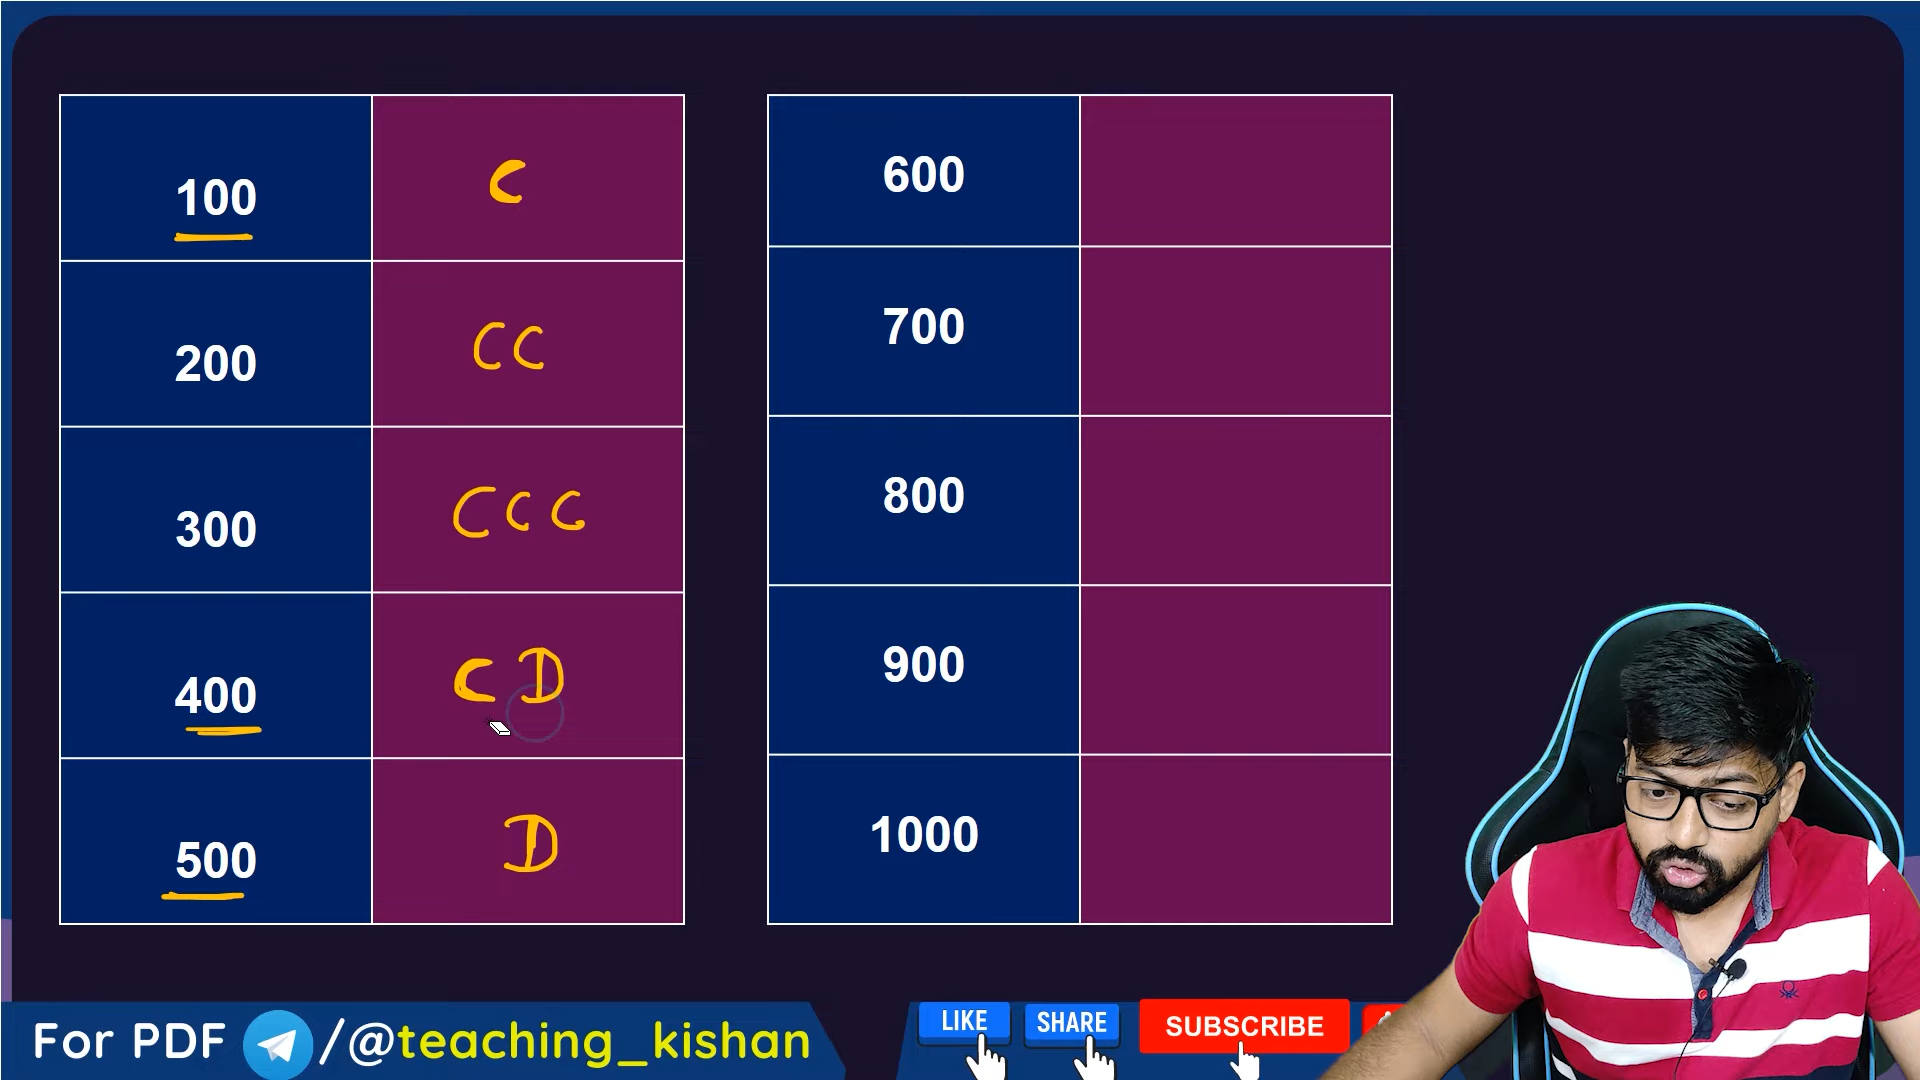 100 C
200 CC
300 CCC
400 CD
500 D
600
700
800
900
1000
For PDF /@teaching_kishan
LIKE SHARE SUBSCRIBE